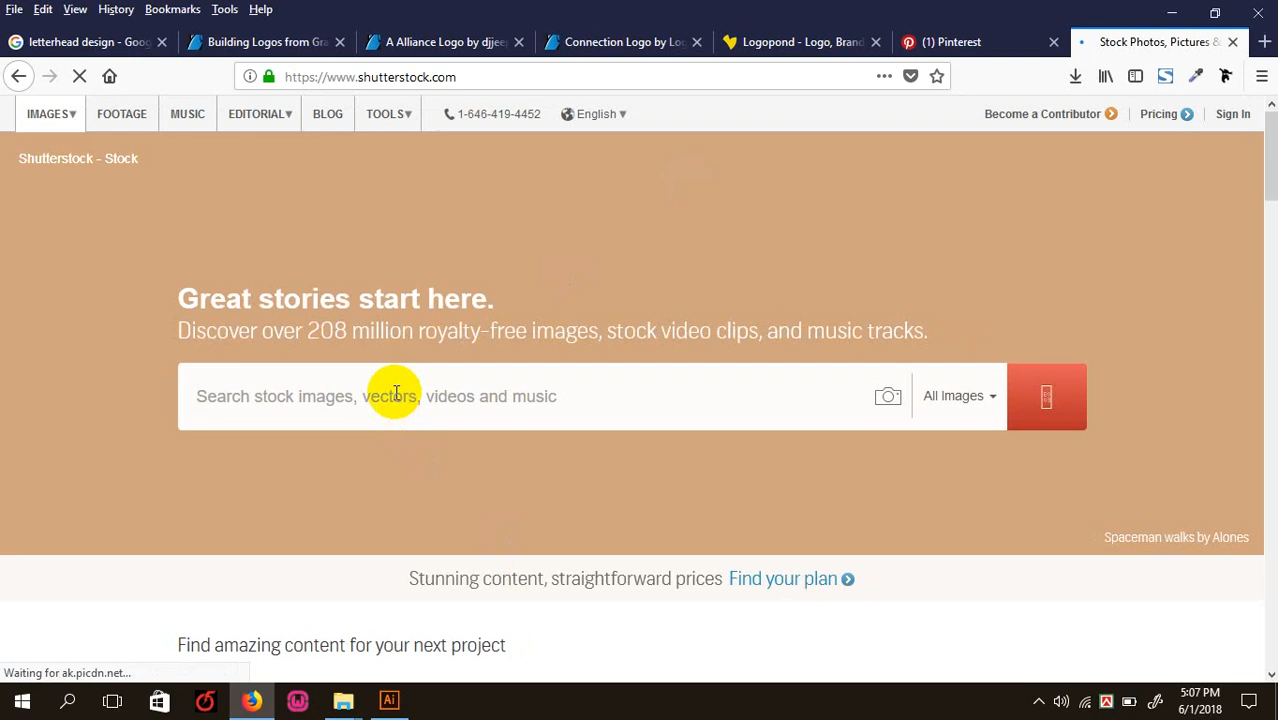 File Edit View History Bookmarks Tools Help
letterhead design - Goog
Building Logos from Gra
A Alliance Logo by djjeep
Connection Logo by Lo
Logopond - Logo, Brand
(1) Pinterest
Stock Photos, Pictures &
https://www.shutterstock.com
IMAGES FOOTAGE MUSIC EDITORIAL BLOG TOOLS 1-646-419-4452 English Become a Contributor Pricing Sign In
Shutterstock - Stock
Great stories start here.
Discover over 208 million royalty-free images, stock video clips, and music tracks.
Search stock images, vectors, videos and music All Images
Spaceman walks by Alones
Stunning content, straightforward prices Find your plan
Find amazing content for your next project
Waiting for ak.picdn.net...
Ai
5:07 PM
6/1/2018